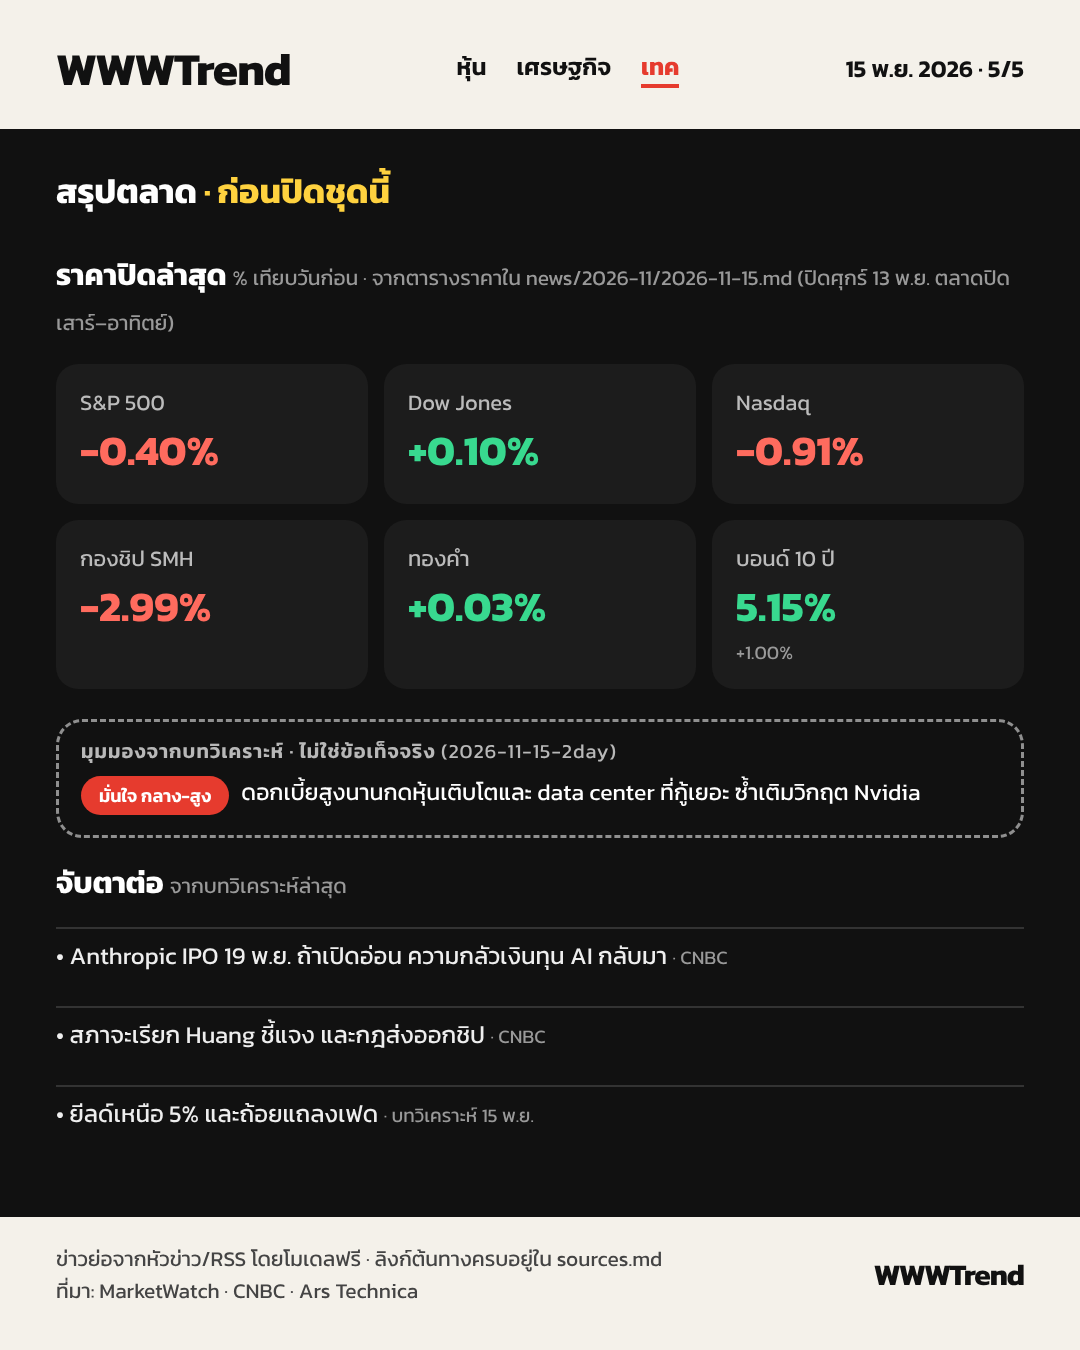 WWWTrend
หุ้น เศรษฐกิจ เทค
15 พ.ย. 2026 · 5/5
สรุปตลาด · ก่อนปิดชุดนี้
ราคาปิดล่าสุด % เทียบวันก่อน · จากตารางราคาใน news/2026-11/2026-11-15.md (ปิดศุกร์ 13 พ.ย. ตลาดปิด
เสาร์–อาทิตย์)
S&P 500
−0.40%
Dow Jones
+0.10%
Nasdaq
−0.91%
กองชิป SMH
−2.99%
ทองคำ
+0.03%
บอนด์ 10 ปี
5.15%
+1.00%
มุมมองจากบทวิเคราะห์ · ไม่ใช่ข้อเท็จจริง (2026-11-15-2day)
มั่นใจ กลาง-สูง ดอกเบี้ยสูงนานกดหุ้นเติบโตและ data center ที่กู้เยอะ ซ้ำเติมวิกฤต Nvidia
จับตาต่อ จากบทวิเคราะห์ล่าสุด
• Anthropic IPO 19 พ.ย. ถ้าเปิดอ่อน ความกลัวเงินทุน AI กลับมา · CNBC
• สภาจะเรียก Huang ชี้แจง และกฎส่งออกชิป · CNBC
• ยีลด์เหนือ 5% และถ้อยแถลงเฟด · บทวิเคราะห์ 15 พ.ย.
ข่าวย่อจากหัวข่าว/RSS โดยโมเดลฟรี · ลิงก์ต้นทางครบอยู่ใน sources.md
ที่มา: MarketWatch · CNBC · Ars Technica
WWWTrend